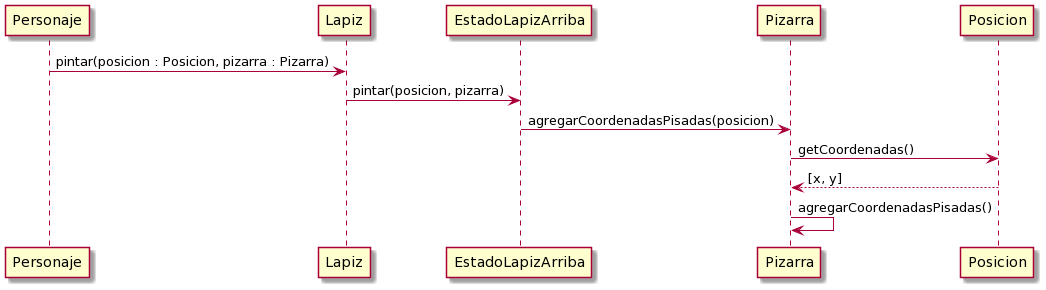 Personaje
Lapiz
EstadoLapizArriba
Pizarra
Posicion
pintar(posicion : Posicion, pizarra : Pizarra)
pintar(posicion, pizarra)
agregarCoordenadasPisadas(posicion)
getCoordenadas()
[x, y]
agregarCoordenadasPisadas()
Personaje
Lapiz
EstadoLapizArriba
Pizarra
Posicion